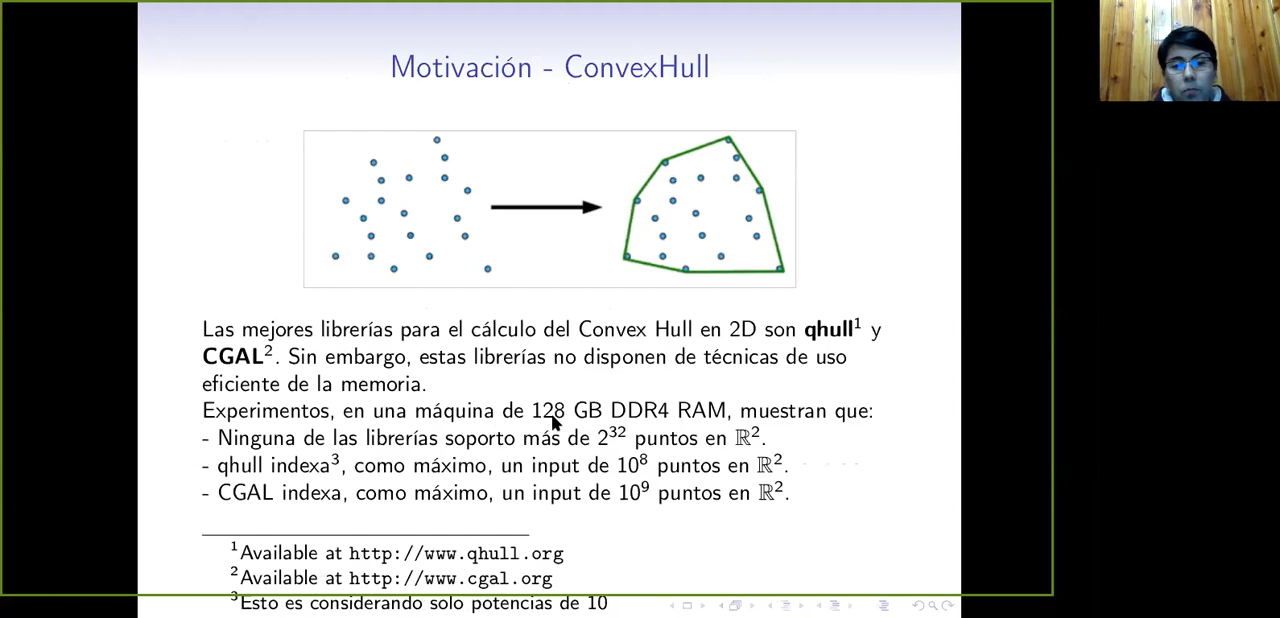 Motivación - ConvexHull
Las mejores librerías para el cálculo del Convex Hull en 2D son qhull¹ y
CGAL². Sin embargo, estas librerías no disponen de técnicas de uso
eficiente de la memoria.
Experimentos, en una máquina de 128 GB DDR4 RAM, muestran que:
- Ninguna de las librerías soporto más de 2³² puntos en ℝ².
- qhull indexa³, como máximo, un input de 10⁸ puntos en ℝ².
- CGAL indexa, como máximo, un input de 10⁹ puntos en ℝ².
¹Available at http://www.qhull.org
²Available at http://www.cgal.org
³Esto es considerando solo potencias de 10